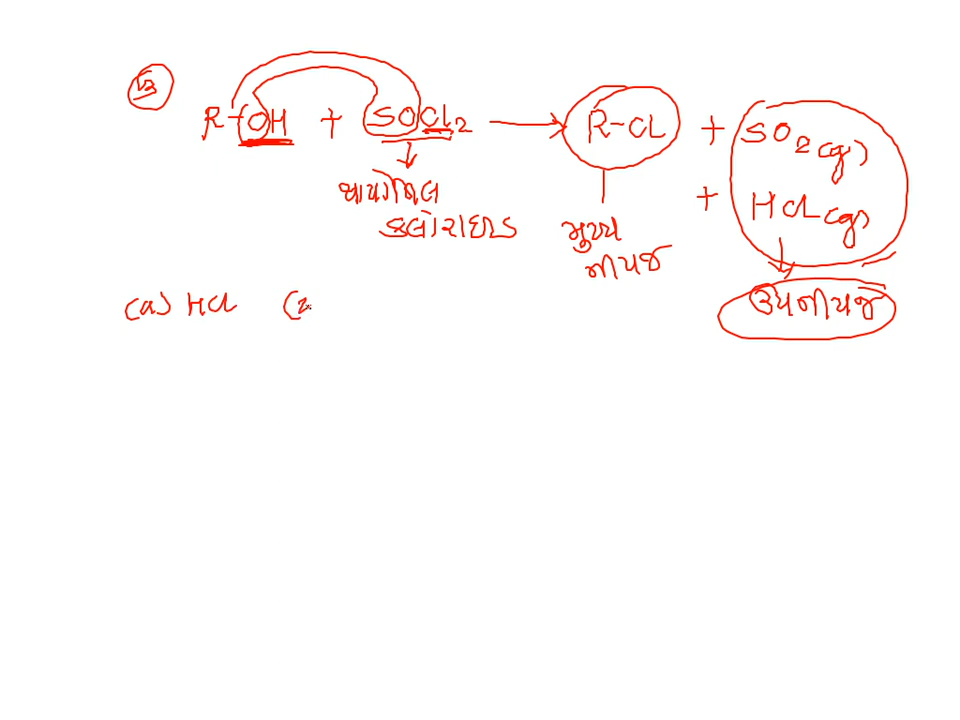 R-OH + SOCl2 → R-Cl + SO2(g)
+ HCl(g)
થાયોનિલ
ક્લોરાઇડ
મુખ્ય
નીપજ
ઉપનીપજ
(a) HCl